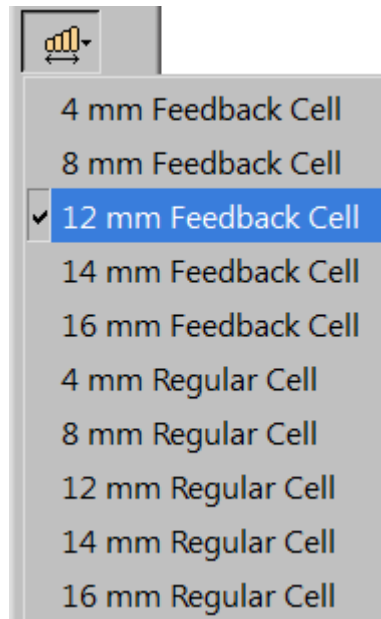 4 mm Feedback Cell
8 mm Feedback Cell
12 mm Feedback Cell
14 mm Feedback Cell
16 mm Feedback Cell
4 mm Regular Cell
8 mm Regular Cell
12 mm Regular Cell
14 mm Regular Cell
16 mm Regular Cell